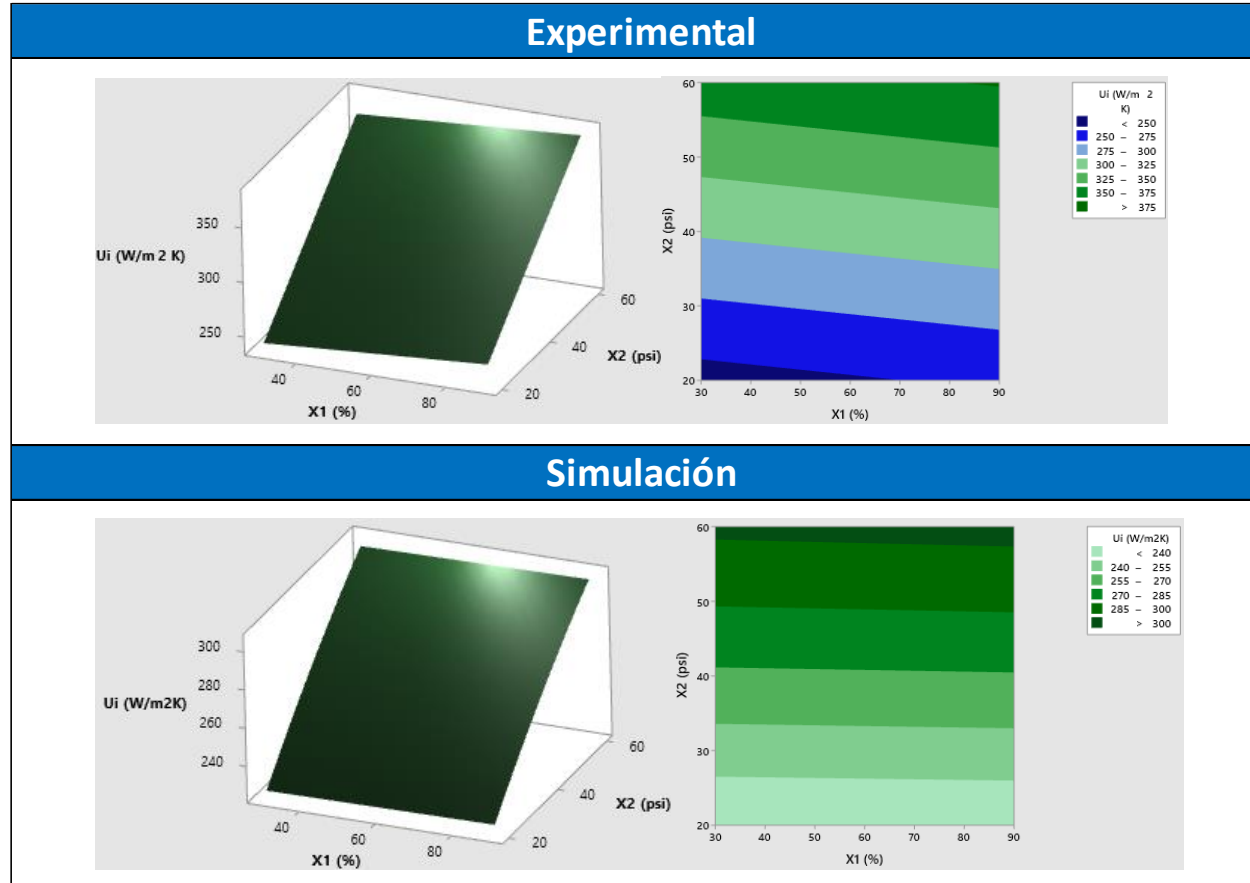 Experimental
350
300
250
Ui (W/m 2 K)
40
60
80
X1 (%)
20
40
60
X2 (psi)
60
50
40
30
20
X2 (psi)
30 40 50 60 70 80 90
X1 (%)
Ui (W/m 2
K)
< 250
250 – 275
275 – 300
300 – 325
325 – 350
350 – 375
> 375
Simulación
300
280
260
240
Ui (W/m2K)
40
60
80
X1 (%)
20
40
60
X2 (psi)
60
50
40
30
20
X2 (psi)
30 40 50 60 70 80 90
X1 (%)
Ui (W/m2K)
< 240
240 – 255
255 – 270
270 – 285
285 – 300
> 300